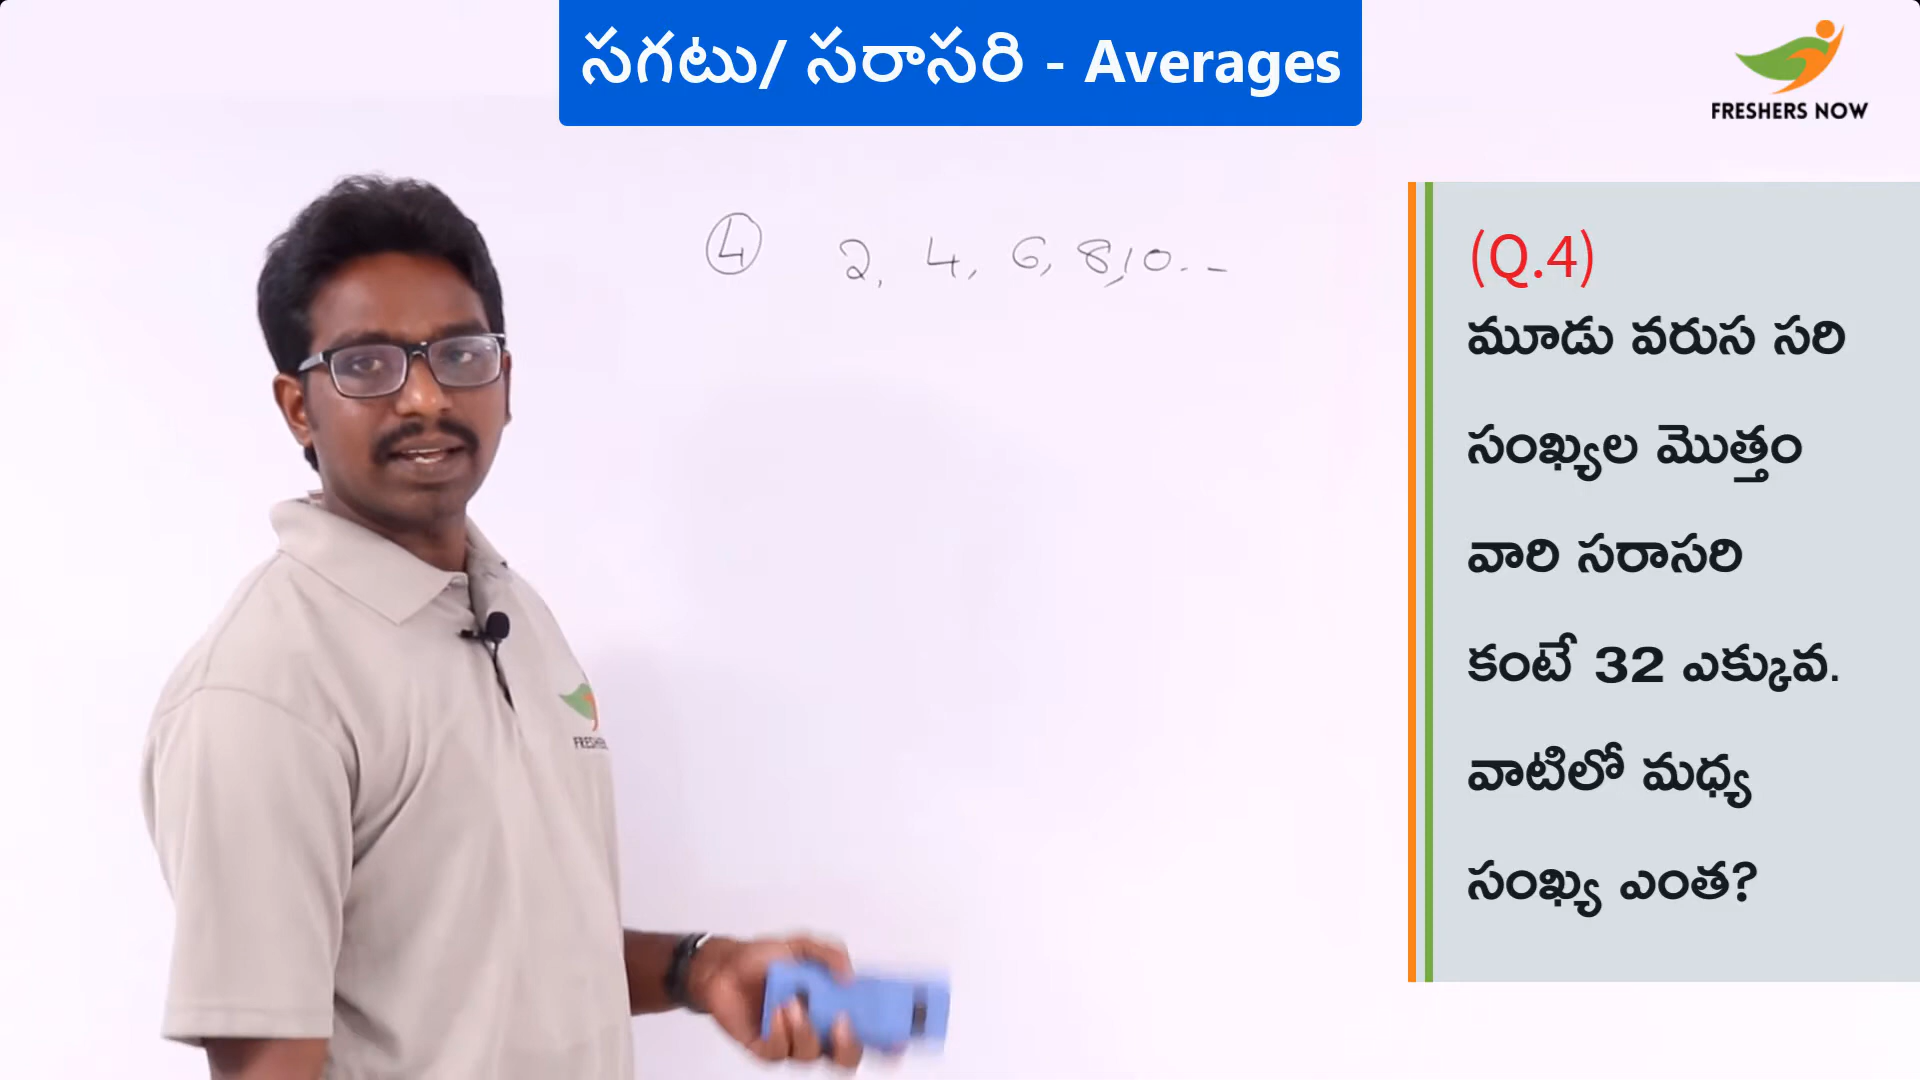 సగటు/ సరాసరి - Averages
FRESHERS NOW
④ 2, 4, 6, 8, 10 . . –
(Q.4)
మూడు వరుస సరి
సంఖ్యల మొత్తం
వారి సరాసరి
కంటే 32 ఎక్కువ.
వాటిలో మధ్య
సంఖ్య ఎంత?